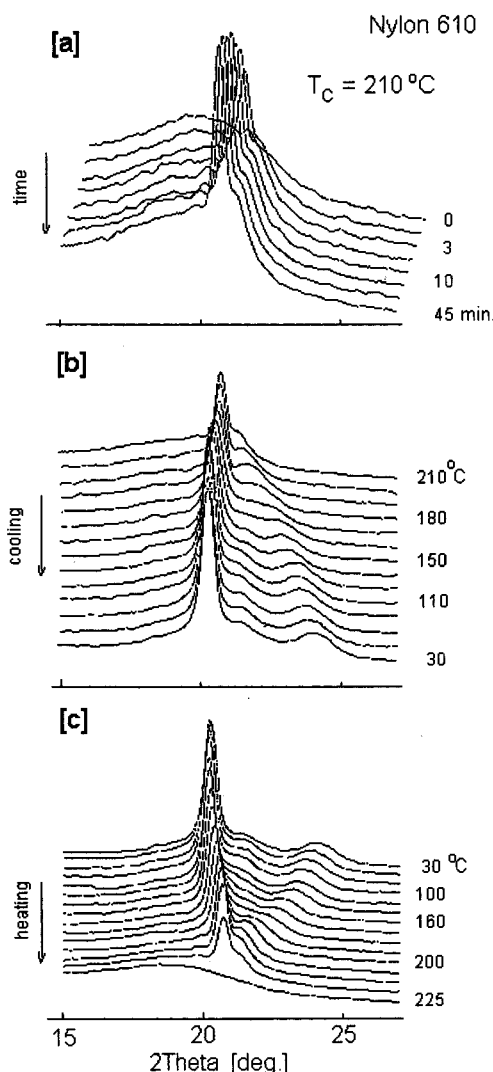 Nylon 610
[a]
T_c = 210 °C
time
0
3
10
45 min.
[b]
cooling
210°C
180
150
110
30
[c]
heating
30 °C
100
160
200
225
15 20 25
2Theta [deg.]